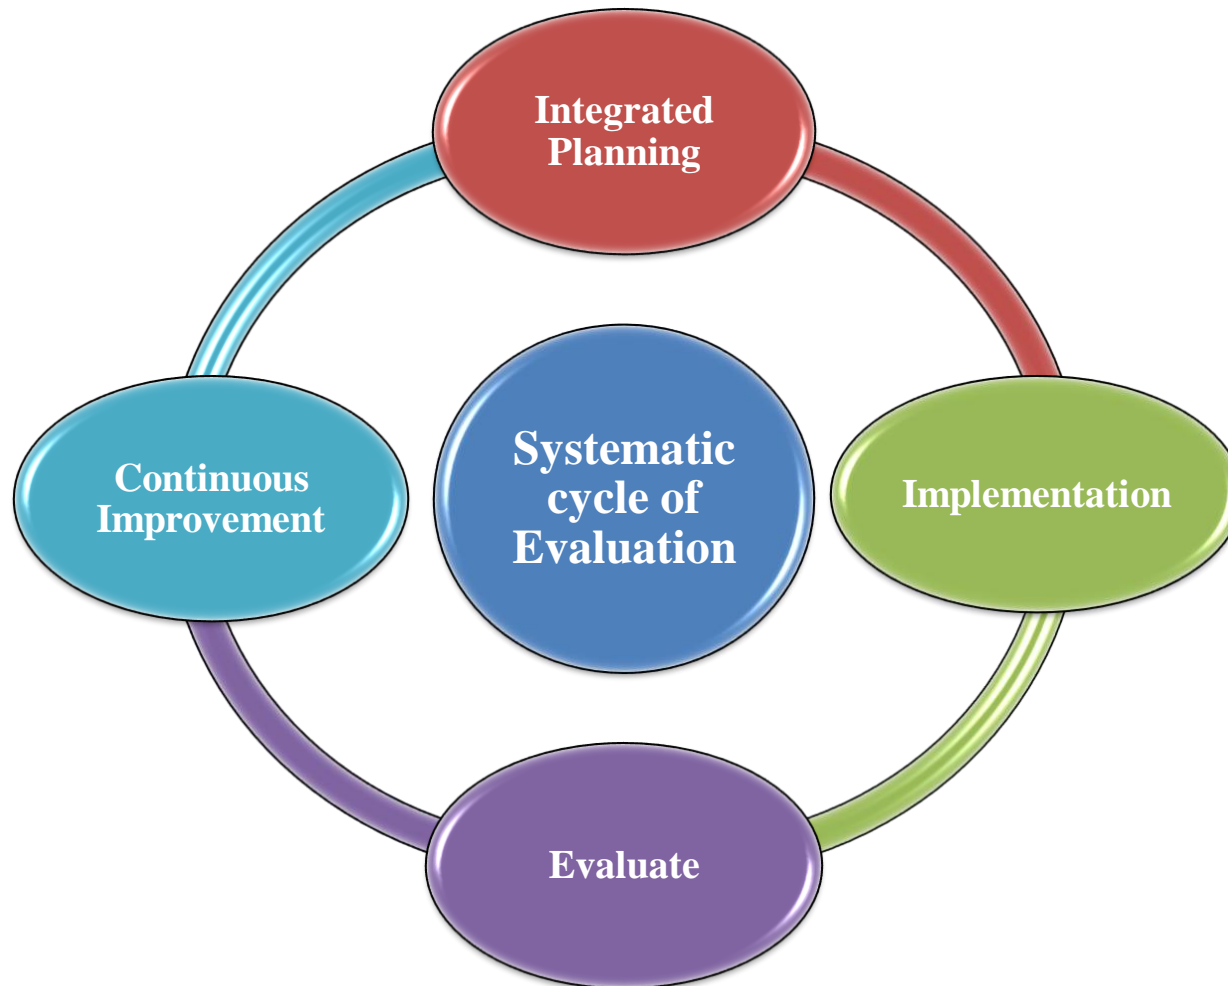 Integrated
Planning
Continuous
Improvement
Systematic
cycle of
Evaluation
Implementation
Evaluate